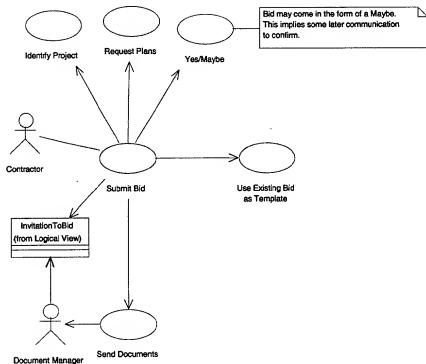 Identify Project
Request Plans
Yes/Maybe
Bid may come in the form of a Maybe.
This implies some later communication
to confirm.
Contractor
Submit Bid
Use Existing Bid
as Template
InvitationToBid
(from Logical View)
Document Manager
Send Documents